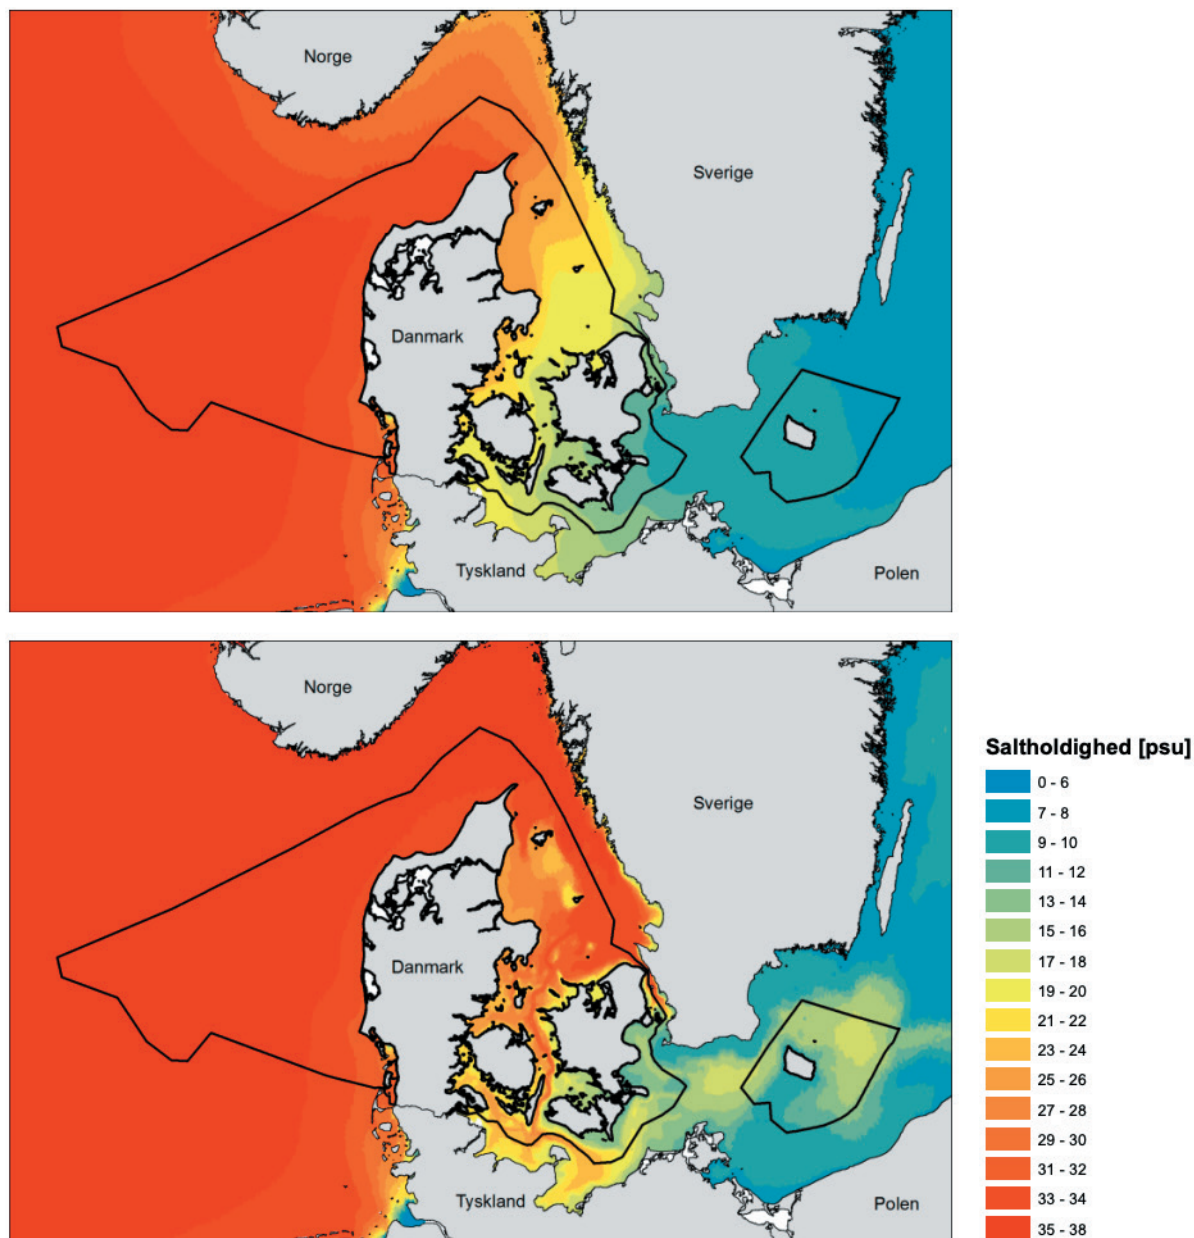 Norge
Sverige
Danmark
Tyskland
Polen
Norge
Sverige
Danmark
Tyskland
Polen
Saltholdighed [psu]
0 - 6
7 - 8
9 - 10
11 - 12
13 - 14
15 - 16
17 - 18
19 - 20
21 - 22
23 - 24
25 - 26
27 - 28
29 - 30
31 - 32
33 - 34
35 - 38